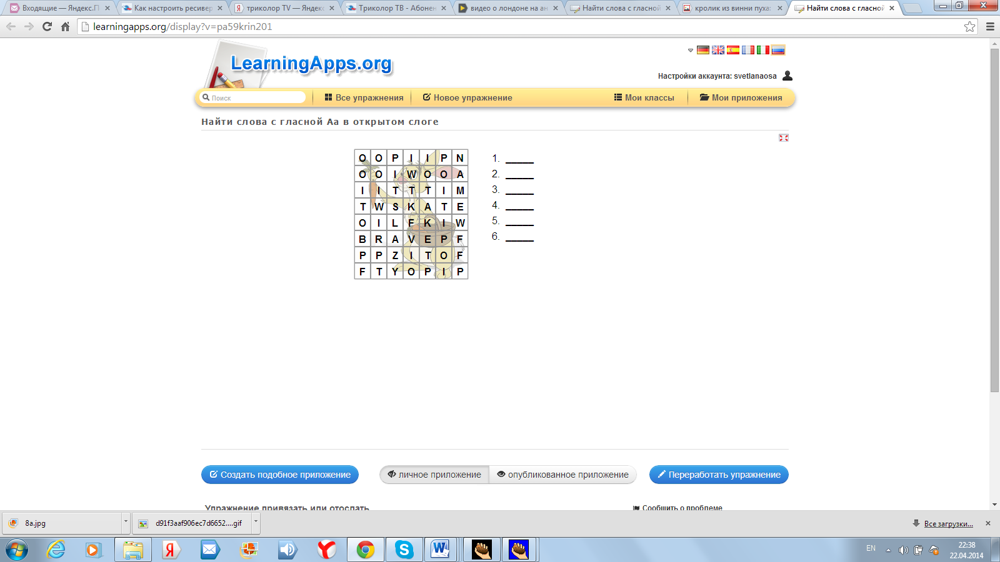 Входящие — Яндекс.П
Как настроить ресивер
триколор TV — Яндекс
Триколор ТВ - Абонен
видео о лондоне на ан
Найти слова с гласной
кролик из винни пуха:
Найти слова с гласной
learningapps.org/display?v=pa59krin201
LearningApps.org
Настройки аккаунта: svetlanaosa
Поиск
Все упражнения
Новое упражнение
Мои классы
Мои приложения
Найти слова с гласной Аа в открытом слоге
O O P I I P N
O O I W O O A
I I T T T I M
T W S K A T E
O I L F K I W
B R A V E P F
P P Z I T O F
F T Y O P I P
1. _____
2. _____
3. _____
4. _____
5. _____
6. _____
Создать подобное приложение
личное приложение
опубликованное приложение
Переработать упражнение
Упражнение привязать или отослать
Сообщить о проблеме
8a.jpg
d91f3aaf906ec7d6652....gif
Все загрузки...
EN
22:38
22.04.2014